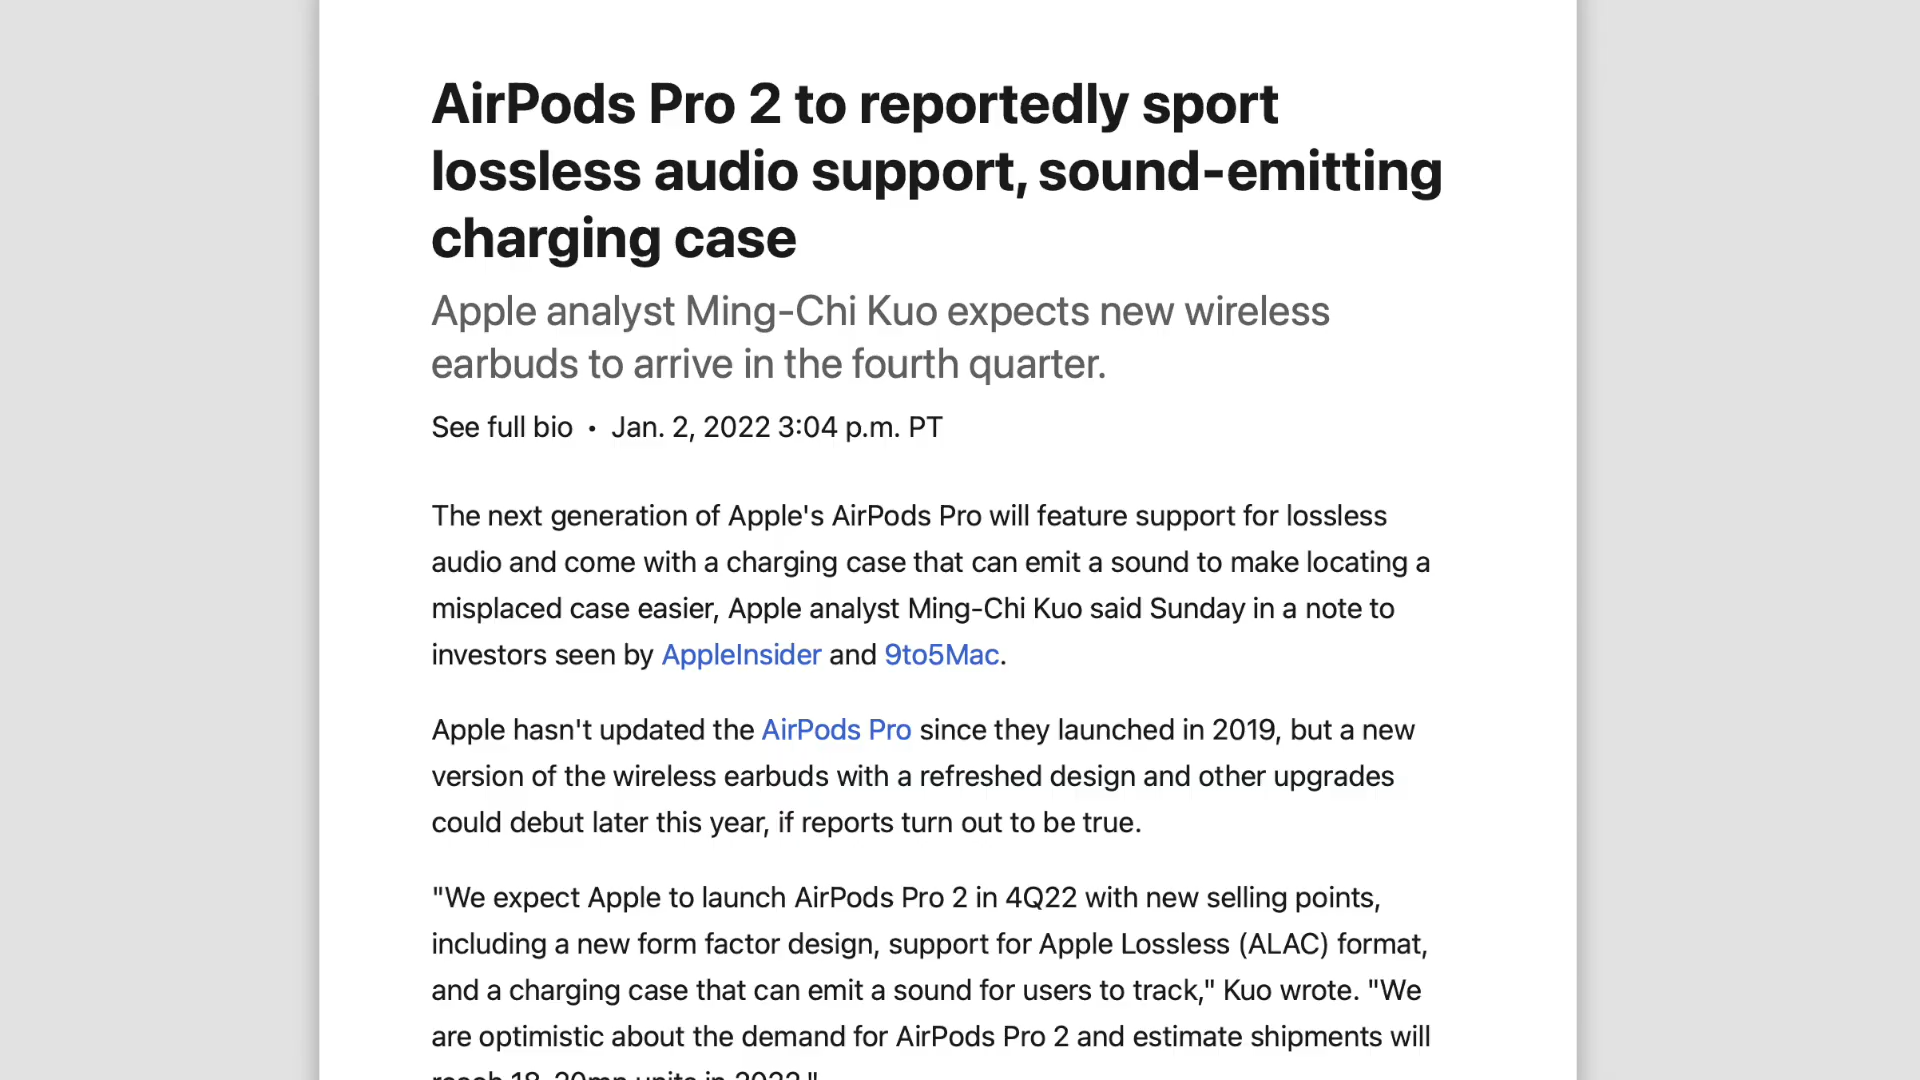 AirPods Pro 2 to reportedly sport
lossless audio support, sound-emitting
charging case
Apple analyst Ming-Chi Kuo expects new wireless
earbuds to arrive in the fourth quarter.
See full bio • Jan. 2, 2022 3:04 p.m. PT
The next generation of Apple's AirPods Pro will feature support for lossless
audio and come with a charging case that can emit a sound to make locating a
misplaced case easier, Apple analyst Ming-Chi Kuo said Sunday in a note to
investors seen by AppleInsider and 9to5Mac.
Apple hasn't updated the AirPods Pro since they launched in 2019, but a new
version of the wireless earbuds with a refreshed design and other upgrades
could debut later this year, if reports turn out to be true.
"We expect Apple to launch AirPods Pro 2 in 4Q22 with new selling points,
including a new form factor design, support for Apple Lossless (ALAC) format,
and a charging case that can emit a sound for users to track," Kuo wrote. "We
are optimistic about the demand for AirPods Pro 2 and estimate shipments will